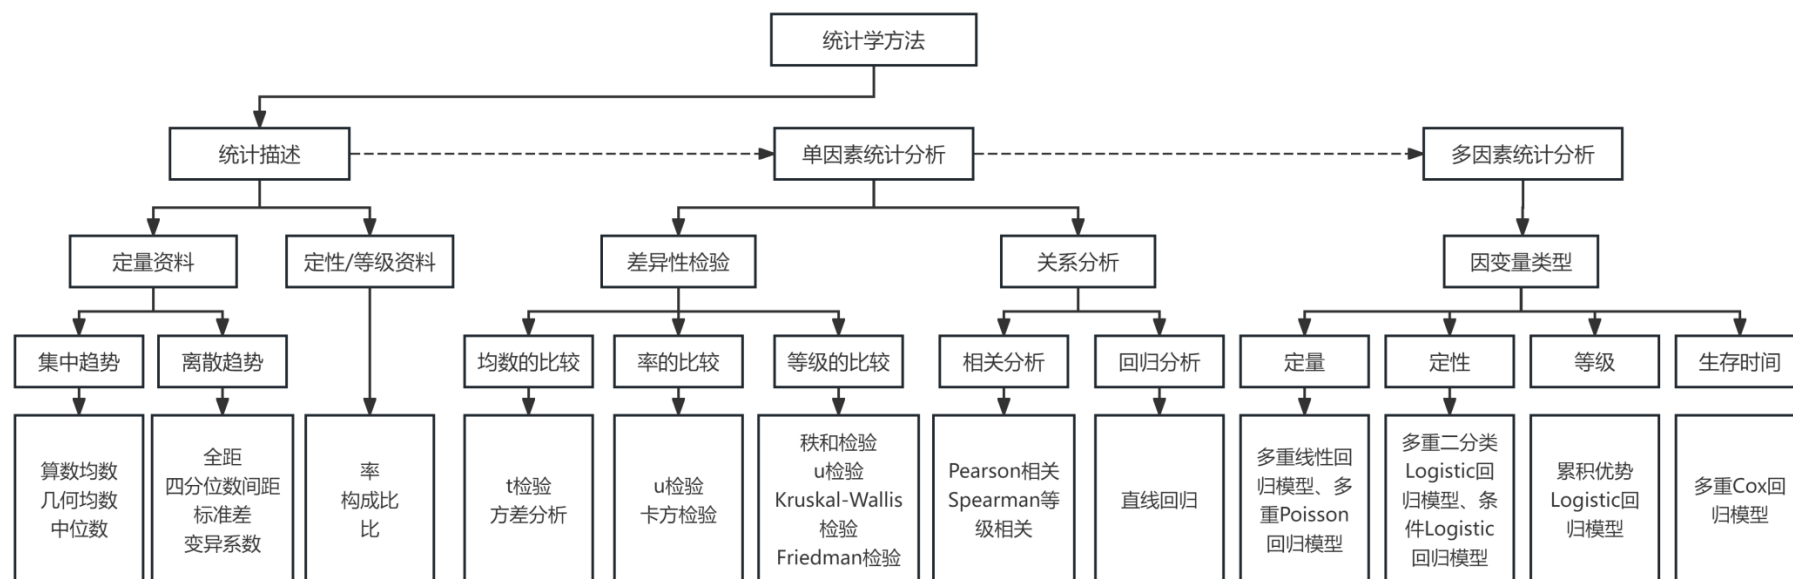 统计学方法
统计描述
单因素统计分析
多因素统计分析
定量资料
定性/等级资料
差异性检验
关系分析
因变量类型
集中趋势
离散趋势
均数的比较
率的比较
等级的比较
相关分析
回归分析
定量
定性
等级
生存时间
算数均数
几何均数
中位数
全距
四分位数间距
标准差
变异系数
率
构成比
比
t检验
方差分析
u检验
卡方检验
秩和检验
u检验
Kruskal-Wallis
检验
Friedman检验
Pearson相关
Spearman等
级相关
直线回归
多重线性回
归模型、多
重Poisson
回归模型
多重二分类
Logistic回
归模型、条
件Logistic
回归模型
累积优势
Logistic回
归模型
多重Cox回
归模型